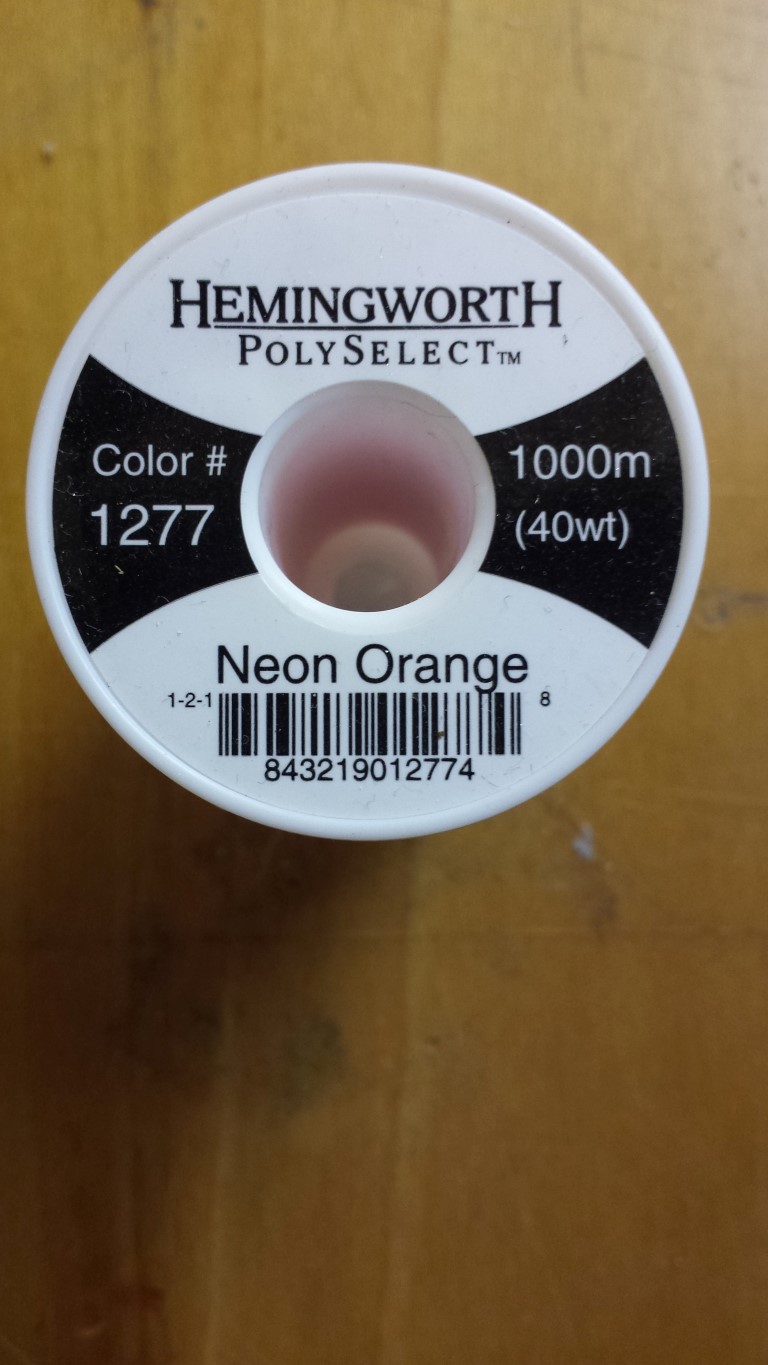 HEMINGWORTH
POLYSELECT™
Color #
1277
1000m
(40wt)
Neon Orange
1-2-1
8
843219012774